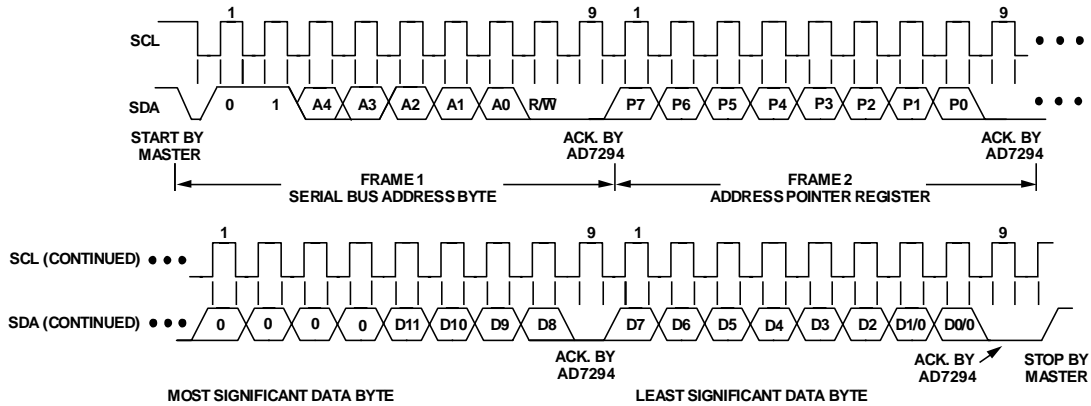 1 9 1 9
SCL
SDA 0 1 A4 A3 A2 A1 A0 R/W P7 P6 P5 P4 P3 P2 P1 P0
START BY MASTER
ACK. BY AD7294
ACK. BY AD7294
FRAME 1
SERIAL BUS ADDRESS BYTE
FRAME 2
ADDRESS POINTER REGISTER
1 9 1 9
SCL (CONTINUED)
SDA (CONTINUED) 0 0 0 0 D11 D10 D9 D8 D7 D6 D5 D4 D3 D2 D1/0 D0/0
ACK. BY AD7294
ACK. BY AD7294
STOP BY MASTER
MOST SIGNIFICANT DATA BYTE
LEAST SIGNIFICANT DATA BYTE